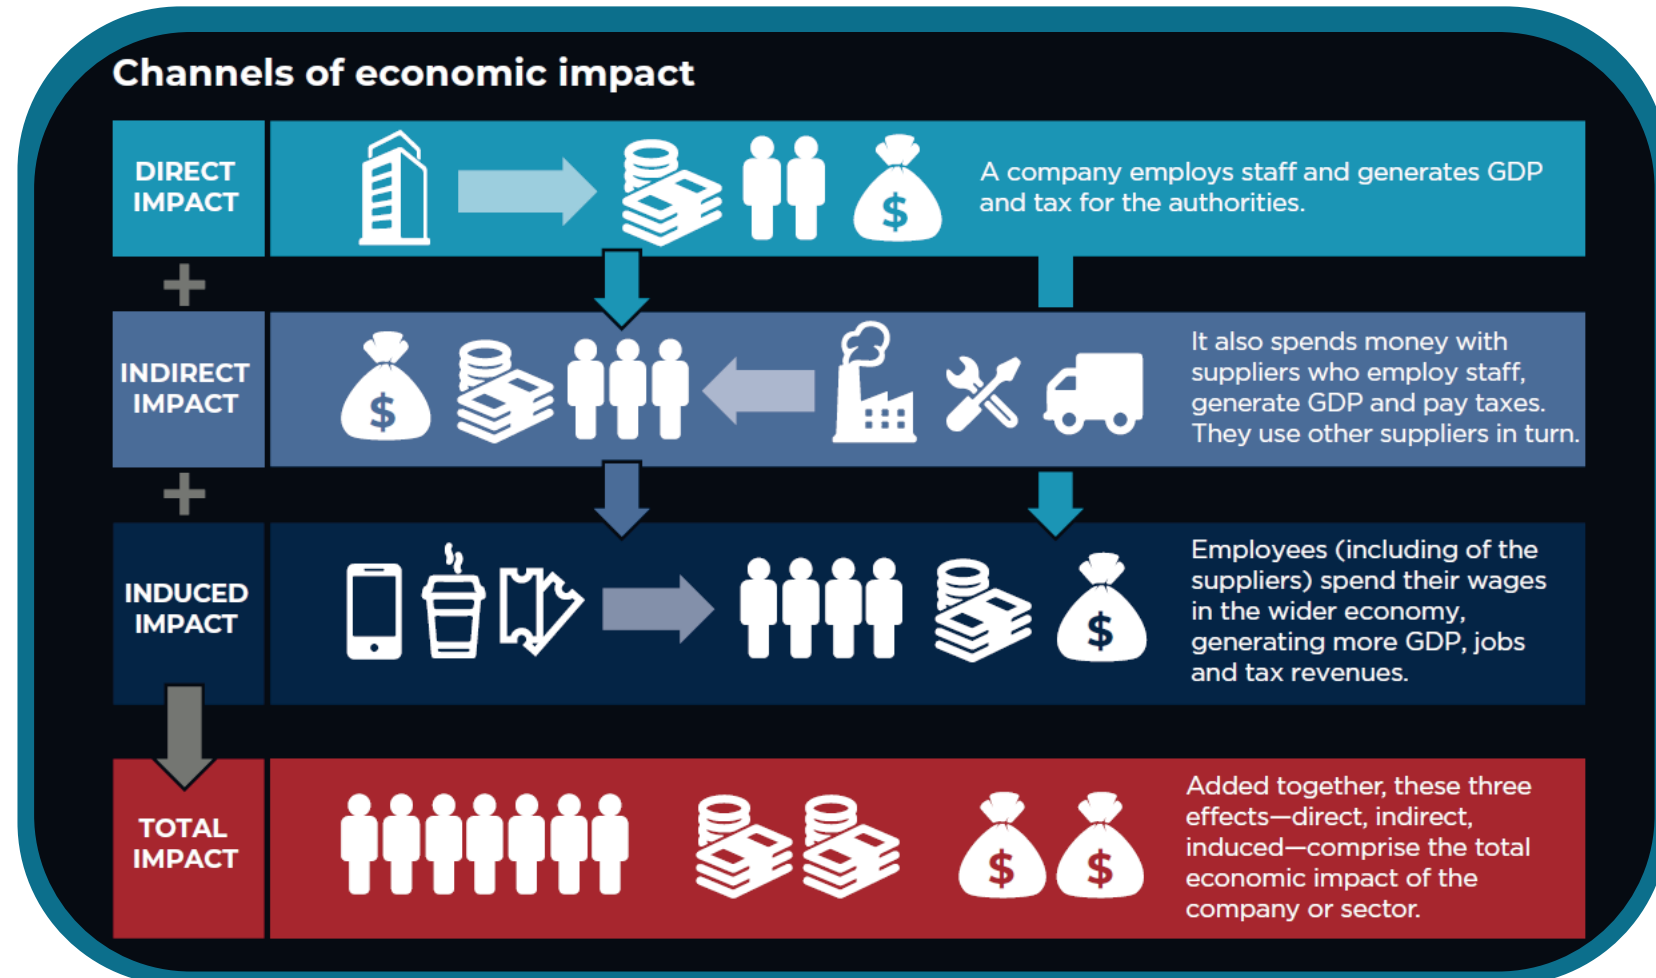 Channels of economic impact
DIRECT
IMPACT
$
A company employs staff and generates GDP
and tax for the authorities.
+
INDIRECT
IMPACT
$
It also spends money with
suppliers who employ staff,
generate GDP and pay taxes.
They use other suppliers in turn.
+
INDUCED
IMPACT
$
Employees (including of the
suppliers) spend their wages
in the wider economy,
generating more GDP, jobs
and tax revenues.
TOTAL
IMPACT
$ $
Added together, these three
effects—direct, indirect,
induced—comprise the total
economic impact of the
company or sector.